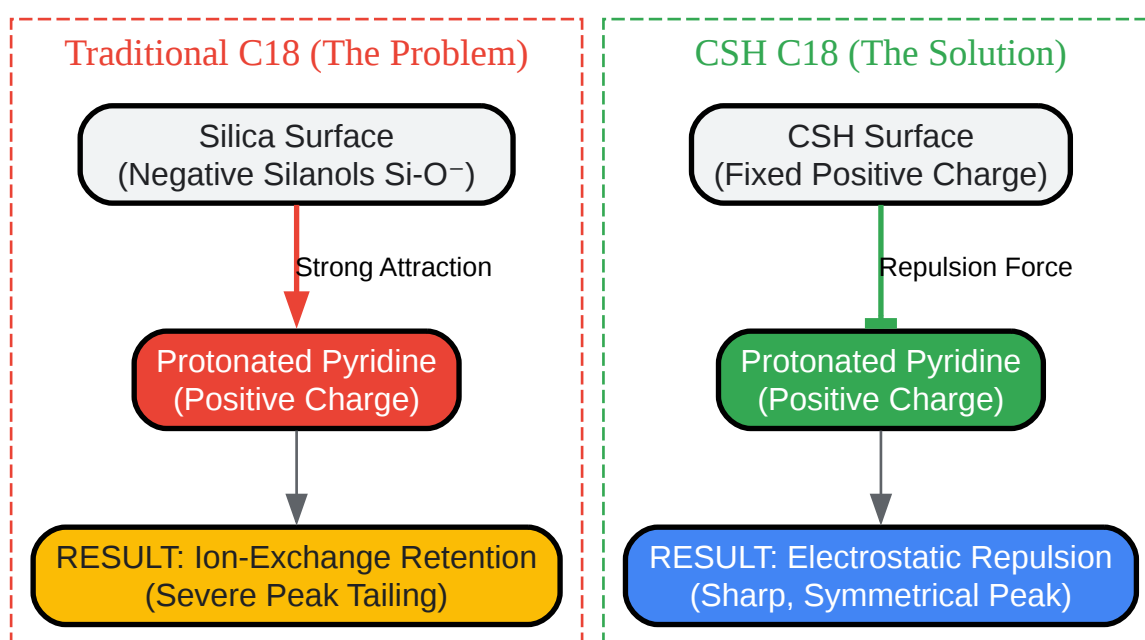 Traditional C18 (The Problem)
Silica Surface
(Negative Silanols Si-O⁻)
Strong Attraction
Protonated Pyridine
(Positive Charge)
RESULT: Ion-Exchange Retention
(Severe Peak Tailing)
CSH C18 (The Solution)
CSH Surface
(Fixed Positive Charge)
Repulsion Force
Protonated Pyridine
(Positive Charge)
RESULT: Electrostatic Repulsion
(Sharp, Symmetrical Peak)